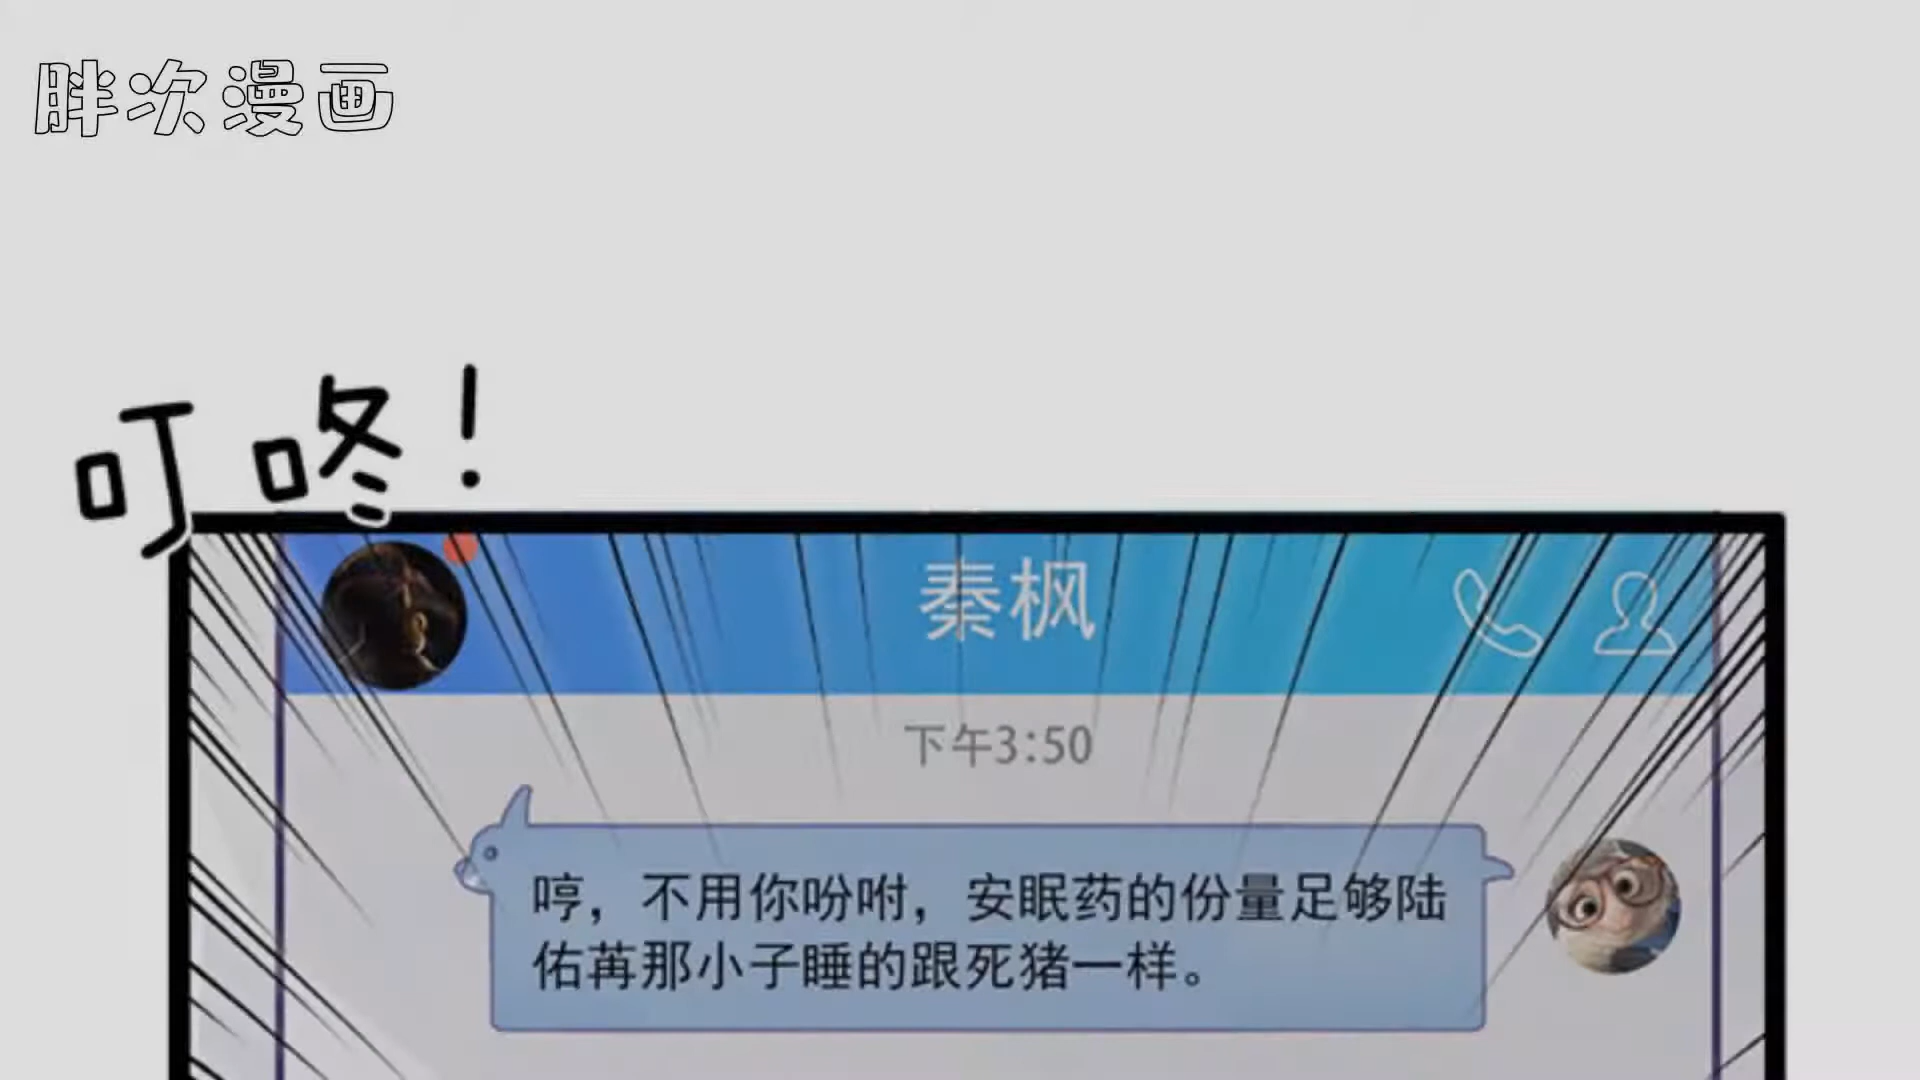 胖次漫画
叮咚！
秦枫
下午3:50
哼，不用你吩咐，安眠药的份量足够陆
佑苒那小子睡的跟死猪一样。